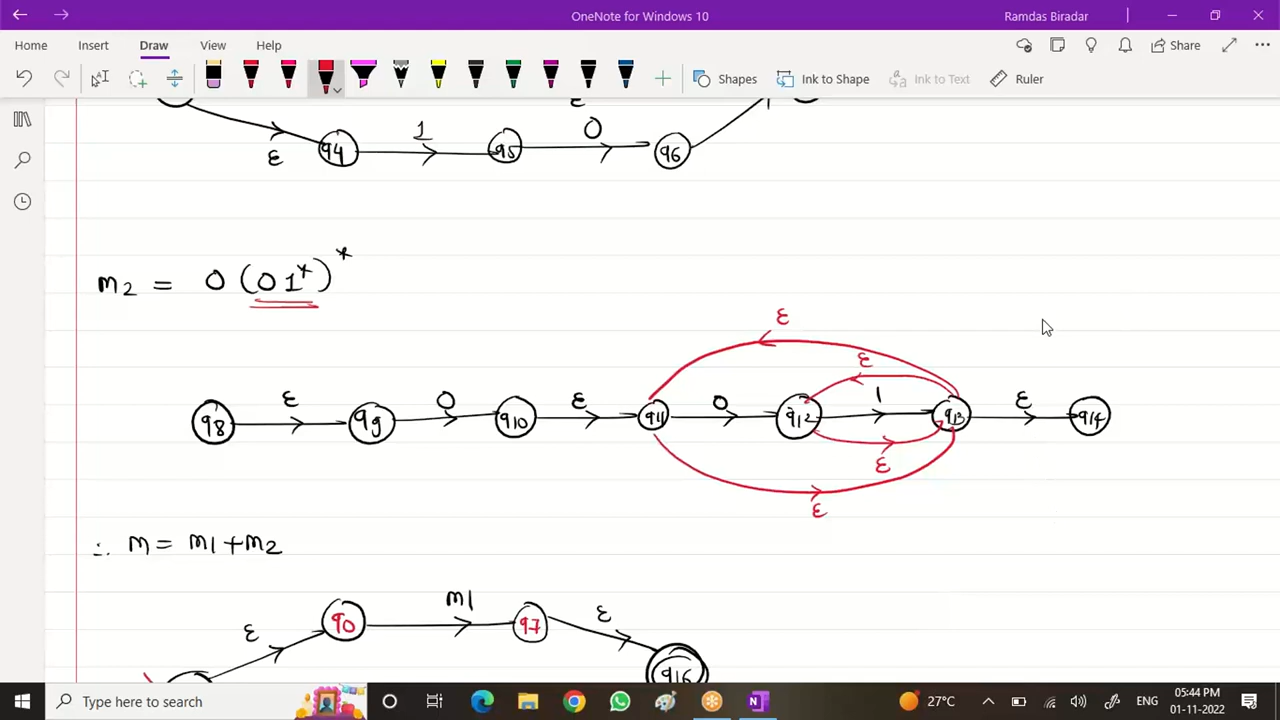 OneNote for Windows 10
Ramdas Biradar
Home Insert Draw View Help
Share
Shapes Ink to Shape Ink to Text Ruler
ε
ε q4 1 q5 0 q6
m2 = 0 (0 1*)*
ε
ε
q8 ε q9 0 q10 ε q11 0 q12 1 q13 ε q14
ε
ε
∴ m = m1 + m2
ε q0 m1 q7 ε
q16
Type here to search
27°C
ENG
05:44 PM
01-11-2022